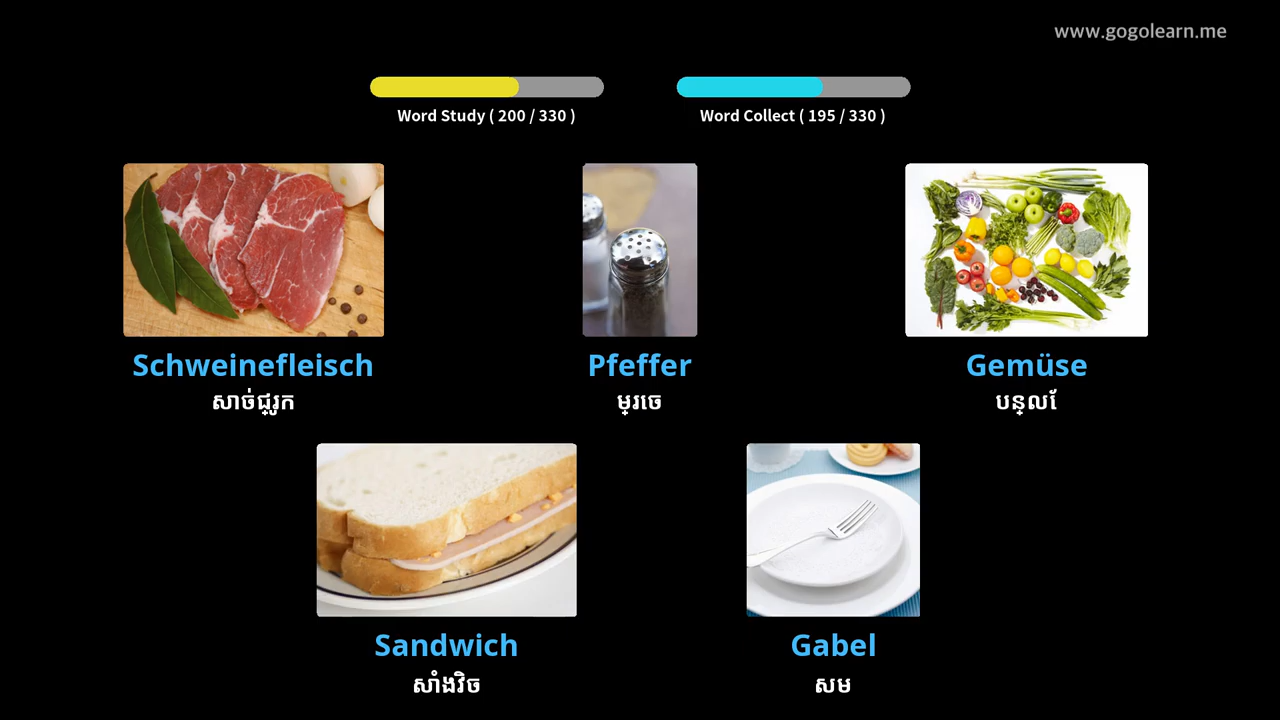 www.gogolearn.me
Word Study ( 200 / 330 )
Word Collect ( 195 / 330 )
Schweinefleisch
សាច់ជ្រូក
Pfeffer
ម្រេច
Gemüse
បន្លែ
Sandwich
សាំងវិច
Gabel
សម